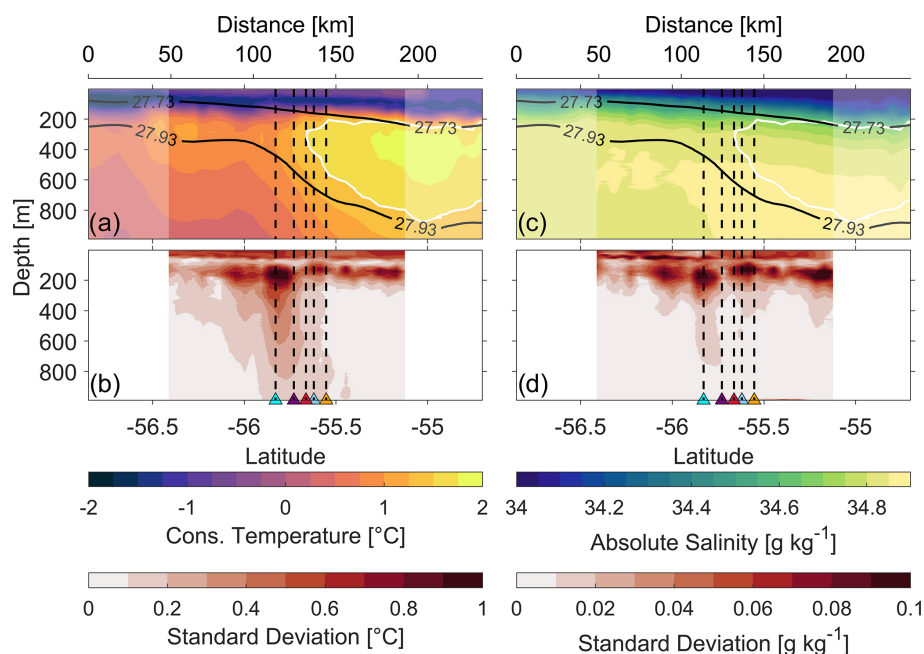 Distance [km]
Distance [km]
0 50 100 150 200
0 50 100 150 200
27.73
27.73
27.93
27.93
(a)
200
400
600
800
27.73
27.73
27.93
27.93
(c)
200
400
600
800
Depth [m]
(b)
200
400
600
800
(d)
200
400
600
800
-56.5 -56 -55.5 -55
-56.5 -56 -55.5 -55
Latitude
Latitude
-2 -1 0 1 2
34 34.2 34.4 34.6 34.8
Cons. Temperature [°C]
Absolute Salinity [g kg⁻¹]
0 0.2 0.4 0.6 0.8 1
0 0.02 0.04 0.06 0.08 0.1
Standard Deviation [°C]
Standard Deviation [g kg⁻¹]